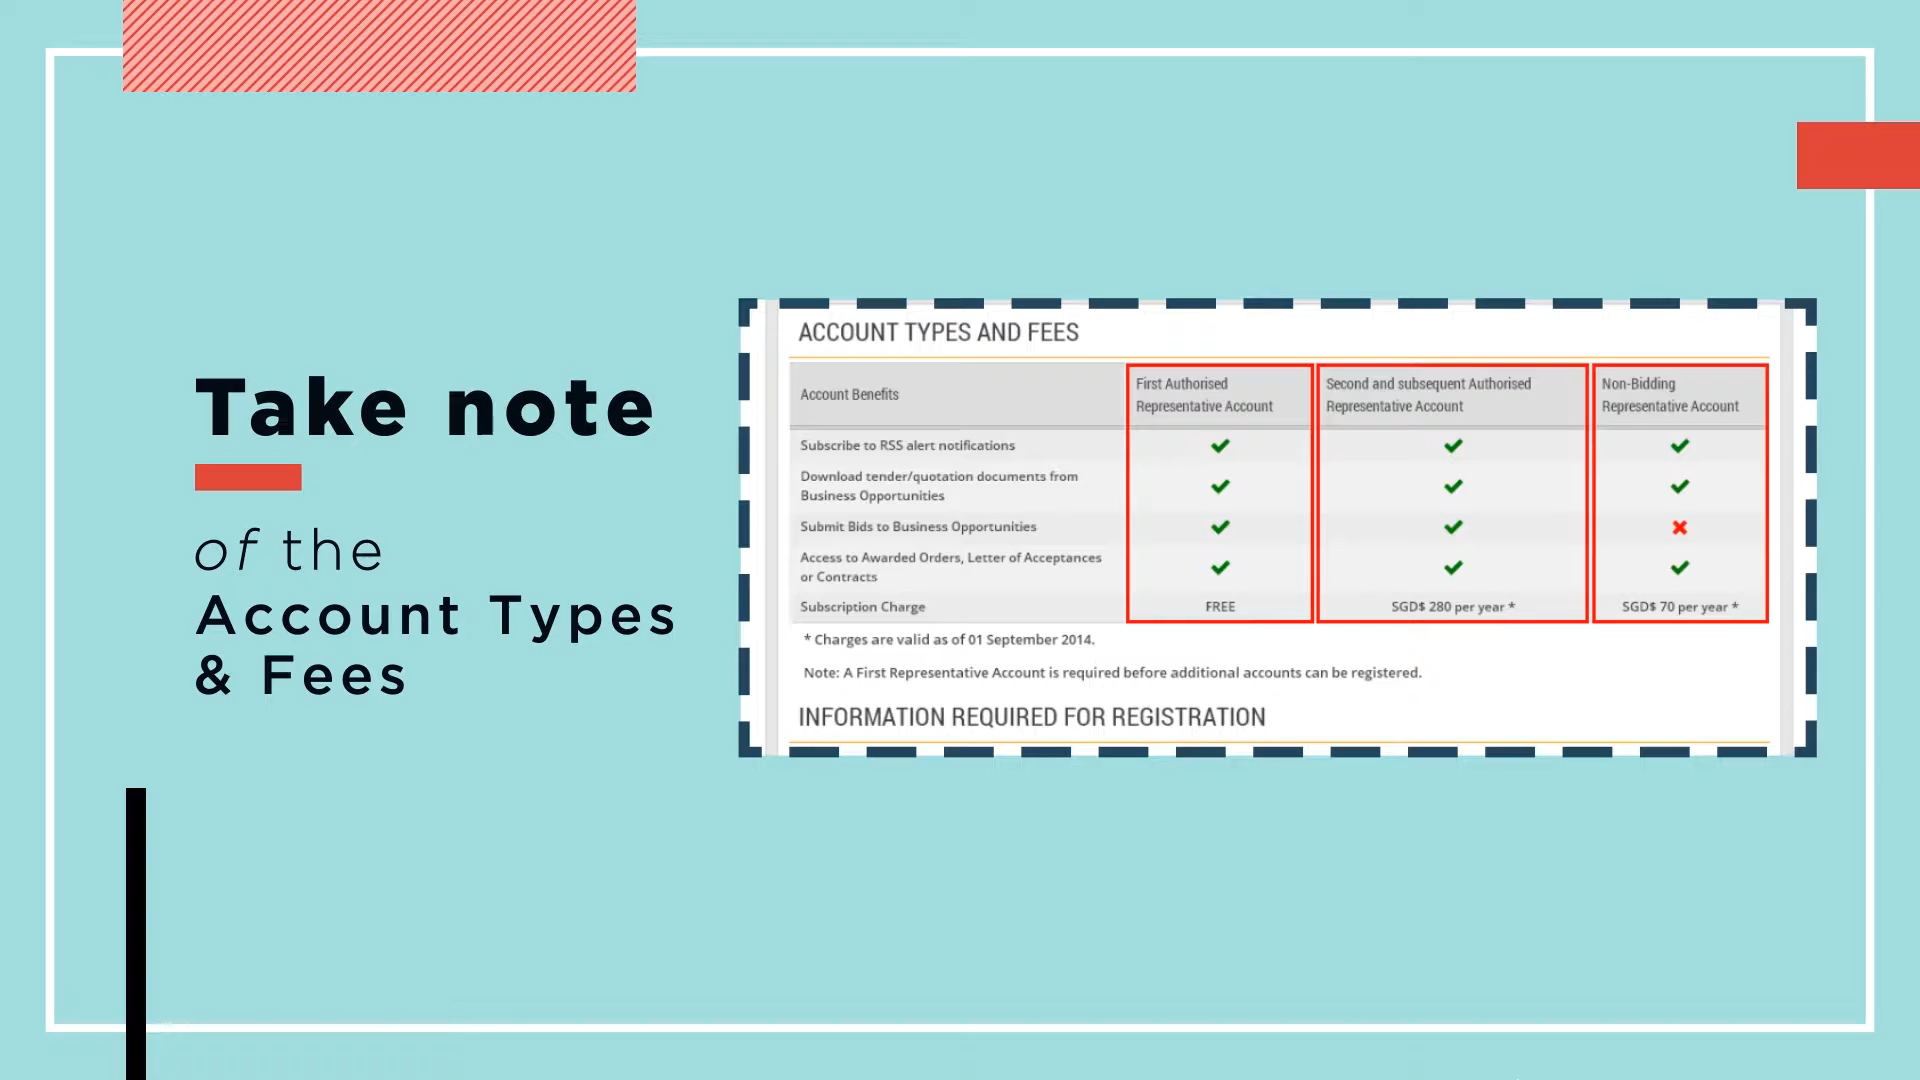 Take note
of the
Account Types
& Fees
ACCOUNT TYPES AND FEES
Account Benefits
First Authorised
Representative Account
Second and subsequent Authorised
Representative Account
Non-Bidding
Representative Account
Subscribe to RSS alert notifications
Download tender/quotation documents from
Business Opportunities
Submit Bids to Business Opportunities
Access to Awarded Orders, Letter of Acceptances
or Contracts
Subscription Charge FREE SGD$ 280 per year * SGD$ 70 per year *
* Charges are valid as of 01 September 2014.
Note: A First Representative Account is required before additional accounts can be registered.
INFORMATION REQUIRED FOR REGISTRATION